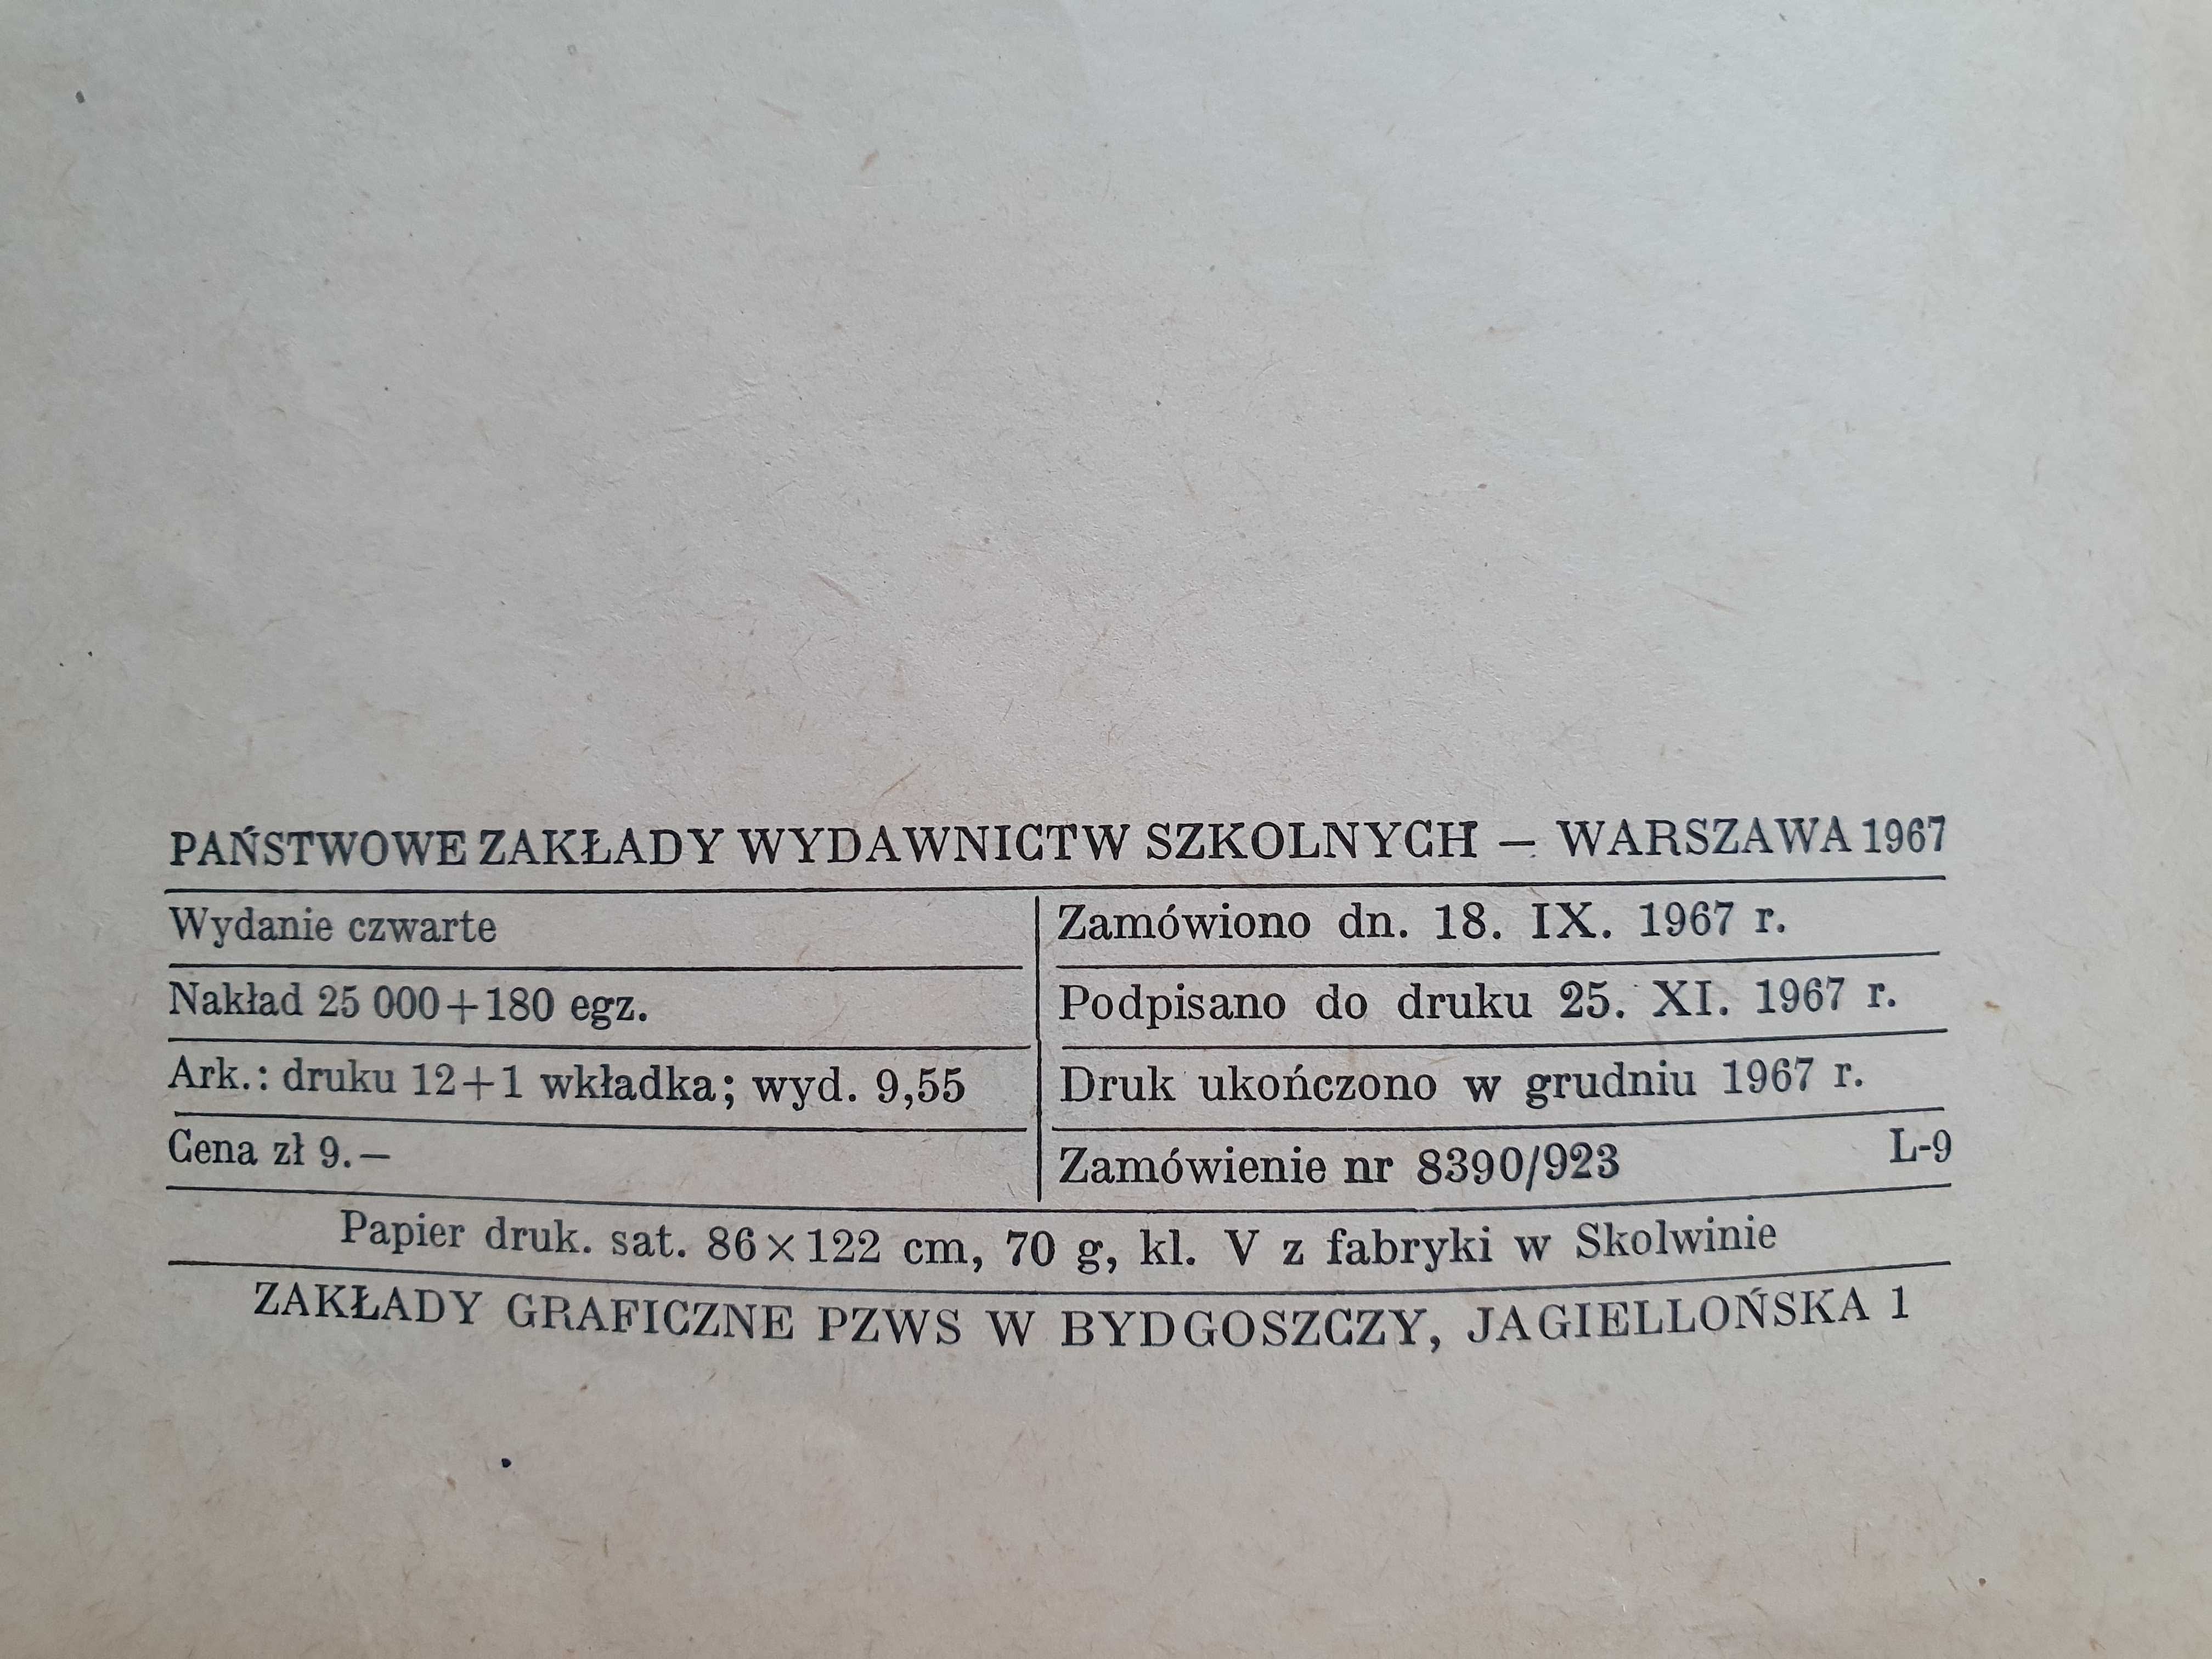 PAŃSTWOWE ZAKŁADY WYDAWNICTW SZKOLNYCH — WARSZAWA 1967
Wydanie czwarte
Nakład 25 000+180 egz.
Ark.: druku 12+1 wkładka; wyd. 9,55
Cena zł 9.—
Zamówiono dn. 18. IX. 1967 r.
Podpisano do druku 25. XI. 1967 r.
Druk ukończono w grudniu 1967 r.
Zamówienie nr 8390/923 L-9
Papier druk. sat. 86×122 cm, 70 g, kl. V z fabryki w Skolwinie
ZAKŁADY GRAFICZNE PZWS W BYDGOSZCZY, JAGIELLOŃSKA 1